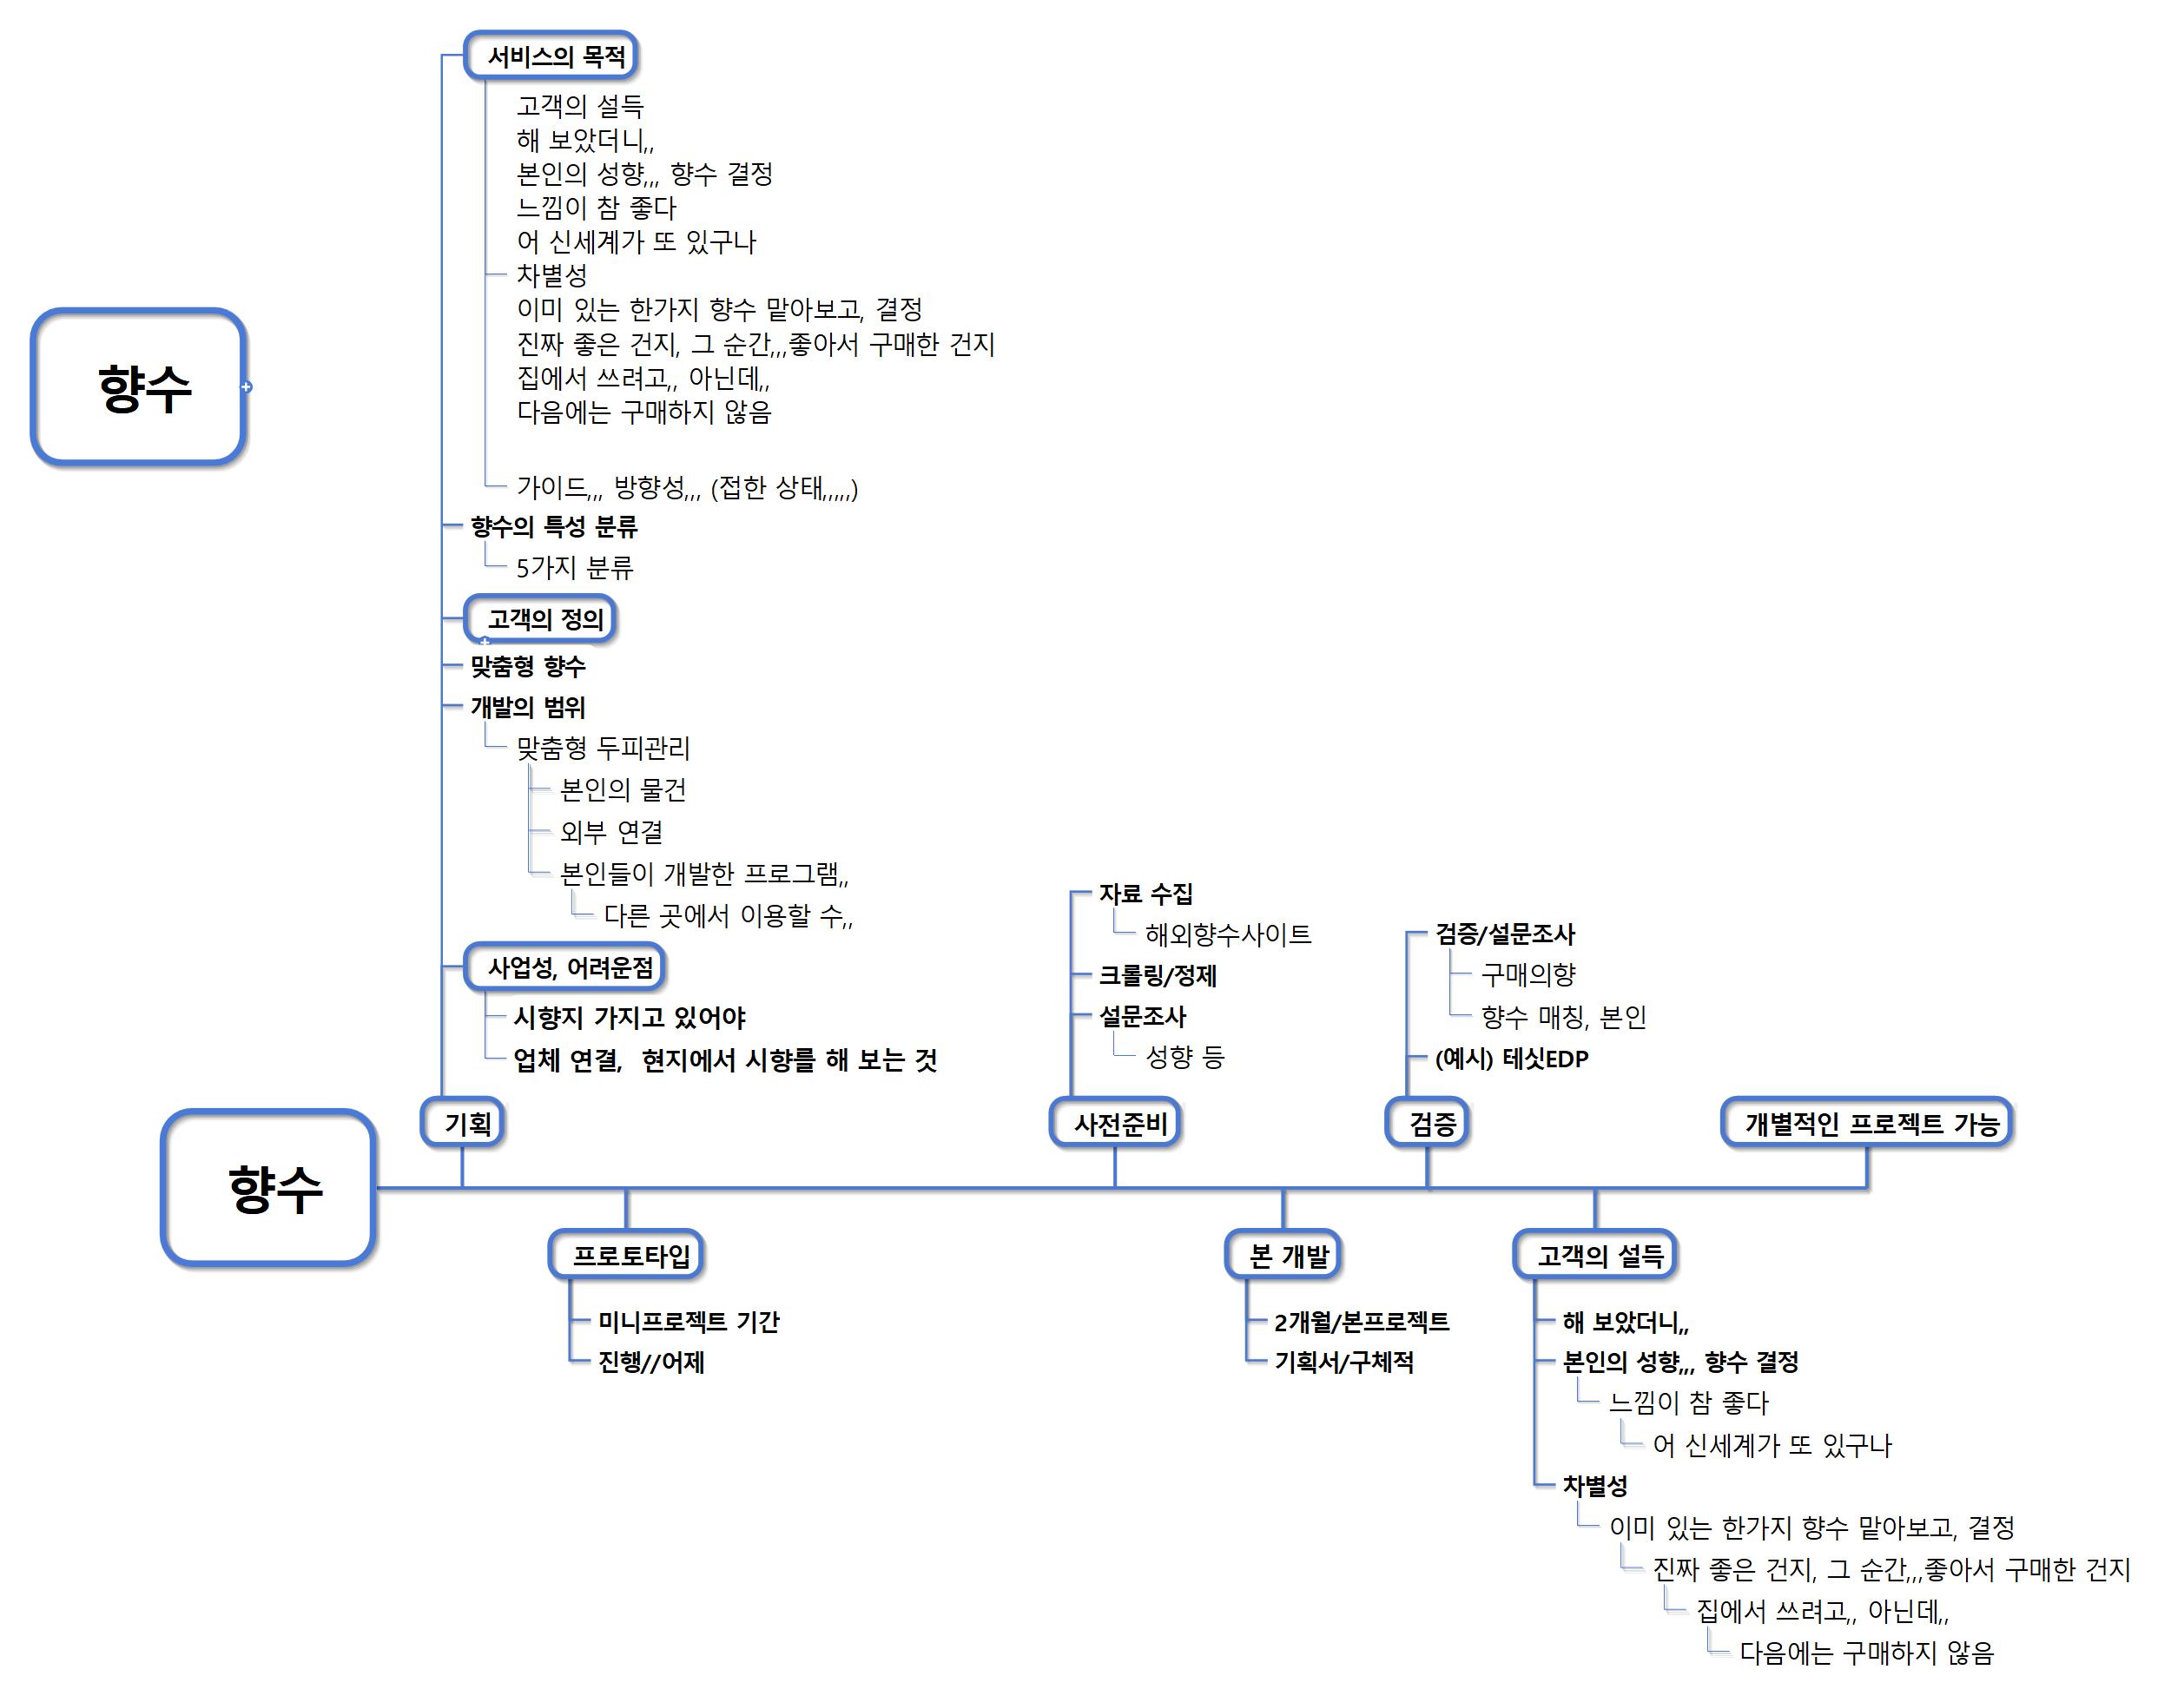 서비스의 목적
고객의 설득
해 보았더니,,
본인의 성향,,, 향수 결정
느낌이 참 좋다
어 신세계가 또 있구나
차별성
이미 있는 한가지 향수 맡아보고, 결정
진짜 좋은 건지, 그 순간,,,좋아서 구매한 건지
집에서 쓰려고,, 아닌데,,
다음에는 구매하지 않음
향수
가이드,,, 방향성,,, (접한 상태,,,,,)
향수의 특성 분류
5가지 분류
고객의 정의
맞춤형 향수
개발의 범위
맞춤형 두피관리
본인의 물건
외부 연결
본인들이 개발한 프로그램,,
다른 곳에서 이용할 수,,
사업성, 어려운점
시향지 가지고 있어야
업체 연결, 현지에서 시향를 해 보는 것
자료 수집
해외향수사이트
크롤링/정제
설문조사
성향 등
검증/설문조사
구매의향
향수 매칭, 본인
(예시) 테싯EDP
기획
사전준비
검증
개별적인 프로젝트 가능
향수
프로토타입
미니프로젝트 기간
진행//어제
본 개발
2개월/본프로젝트
기획서/구체적
고객의 설득
해 보았더니,,
본인의 성향,,, 향수 결정
느낌이 참 좋다
어 신세계가 또 있구나
차별성
이미 있는 한가지 향수 맡아보고, 결정
진짜 좋은 건지, 그 순간,,,좋아서 구매한 건지
집에서 쓰려고,, 아닌데,,
다음에는 구매하지 않음